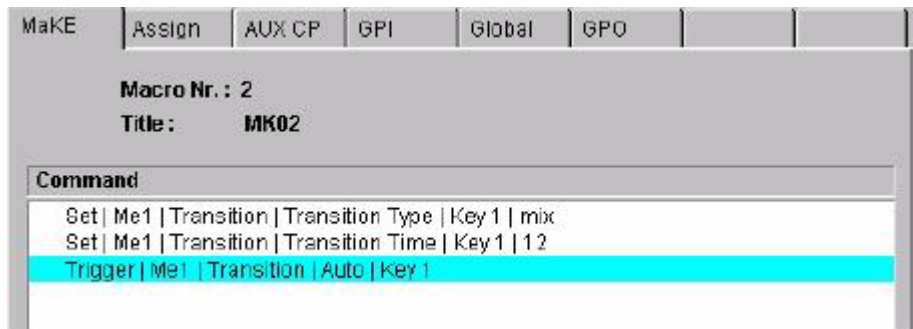 MaKE Assign AUX CP GPI Global GPO
Macro Nr. : 2
Title : MK02
Command
Set | Me1 | Transition | Transition Type | Key 1 | mix
Set | Me1 | Transition | Transition Time | Key 1 | 12
Trigger | Me1 | Transition | Auto | Key 1